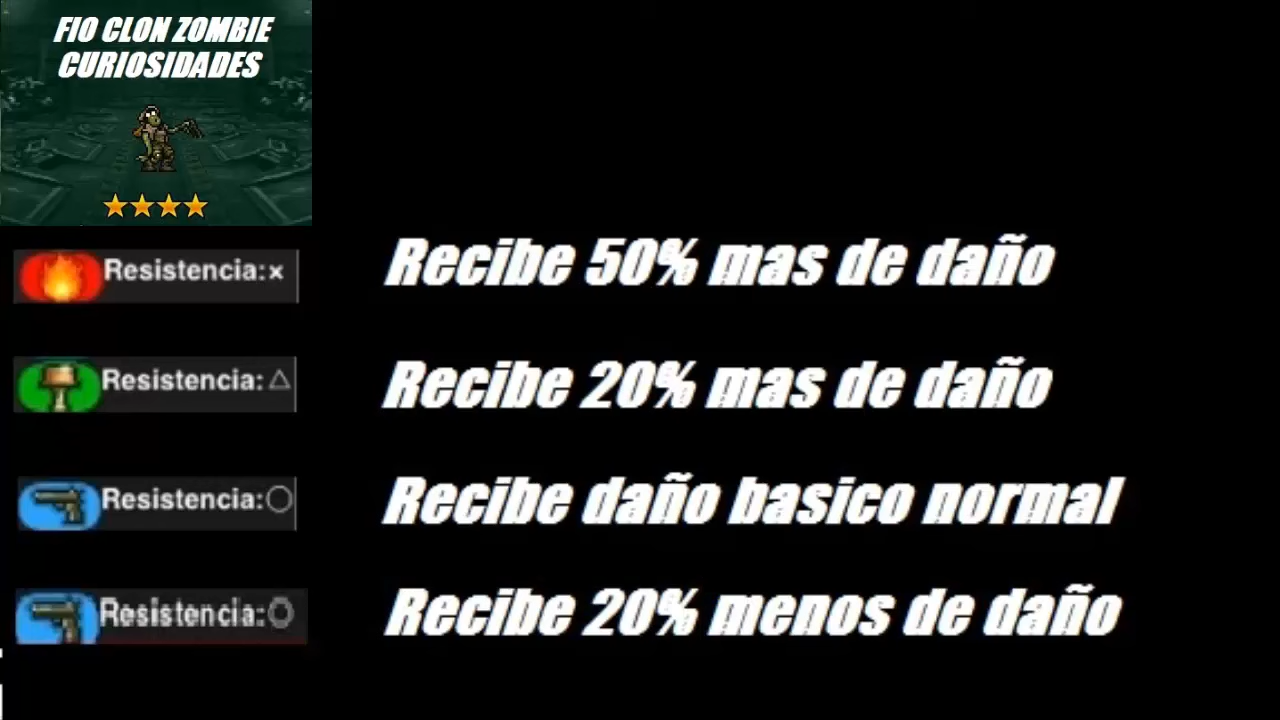 FIO CLON ZOMBIE
CURIOSIDADES
Resistencia:× Recibe 50% mas de daño
Resistencia:△ Recibe 20% mas de daño
Resistencia:○ Recibe daño basico normal
Resistencia:◎ Recibe 20% menos de daño